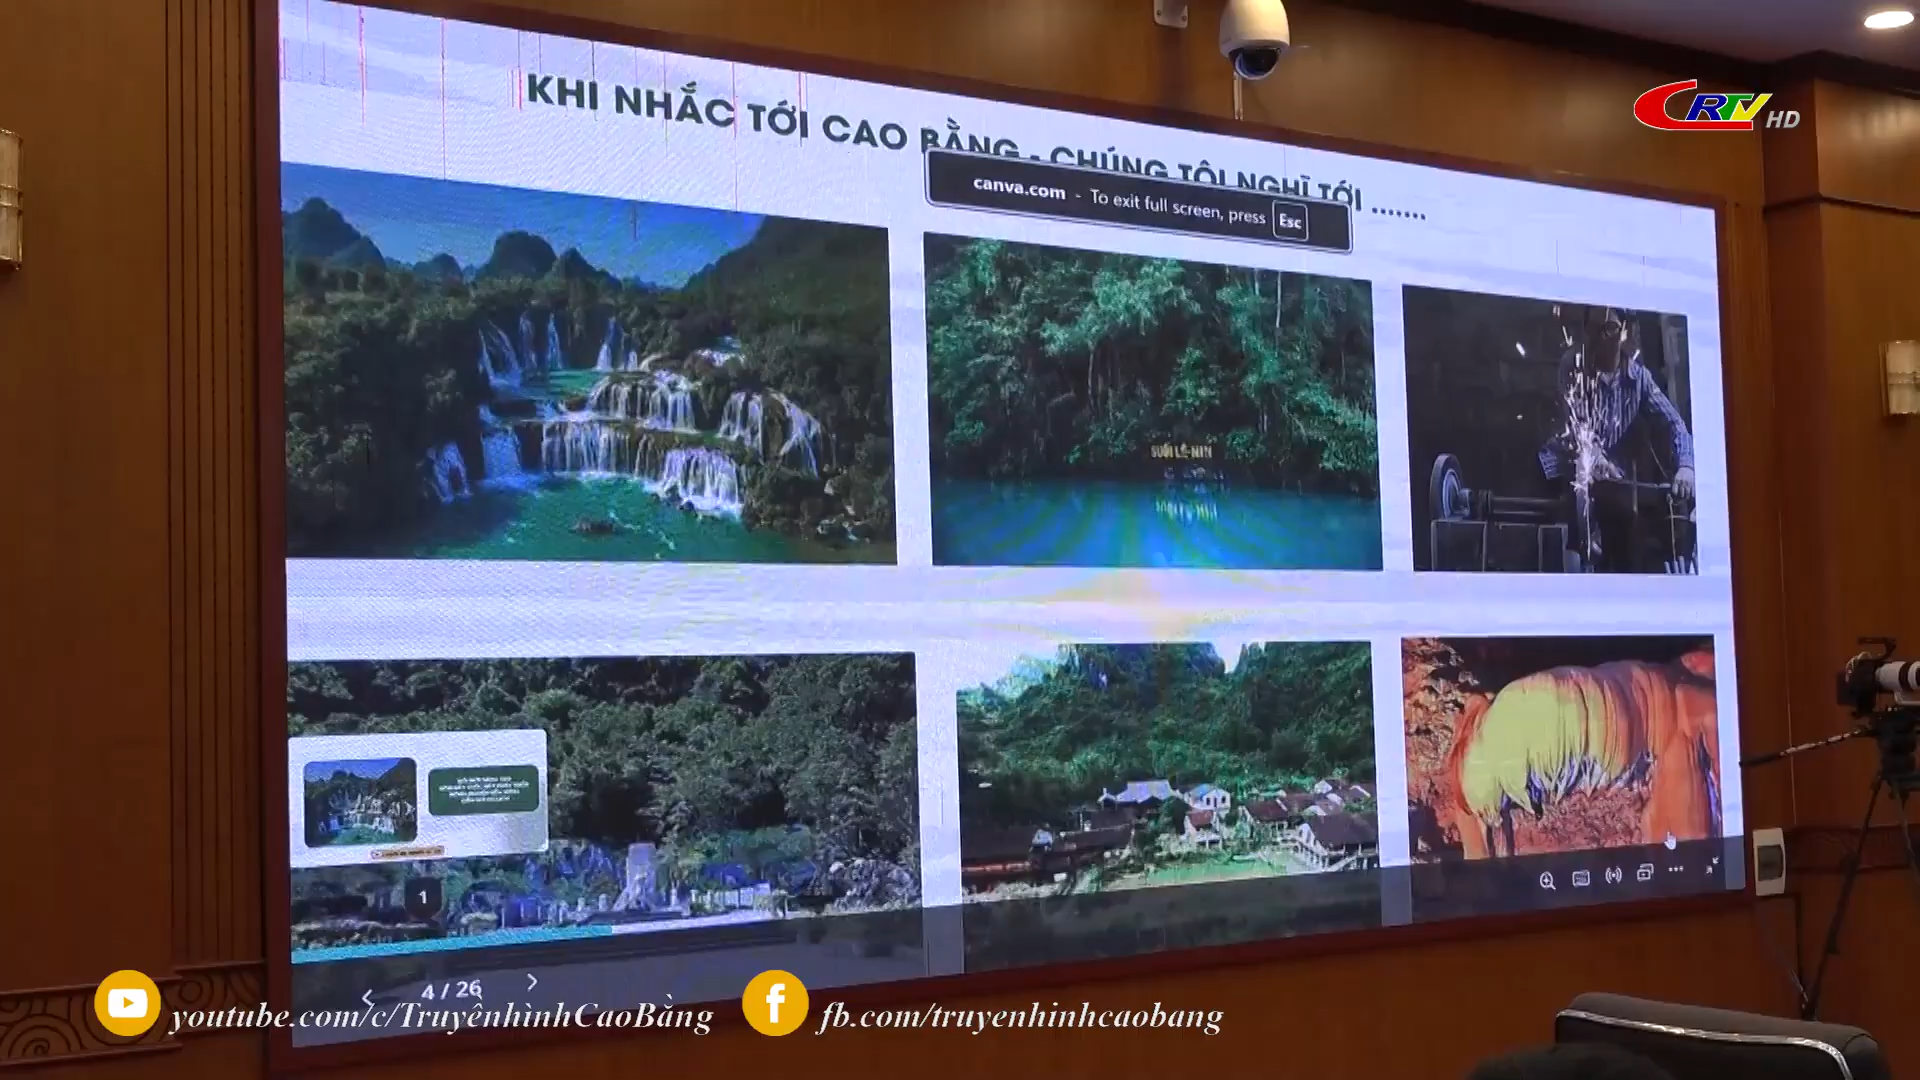 CRTV HD
KHI NHẮC TỚI CAO BẰNG - CHÚNG TÔI NGHĨ TỚI .......
canva.com - To exit full screen, press Esc
SUỐI LÊ-NIN
1
4 / 26
youtube.com/c/TruyênhìnhCaoBằng
fb.com/truyenhinhcaobang